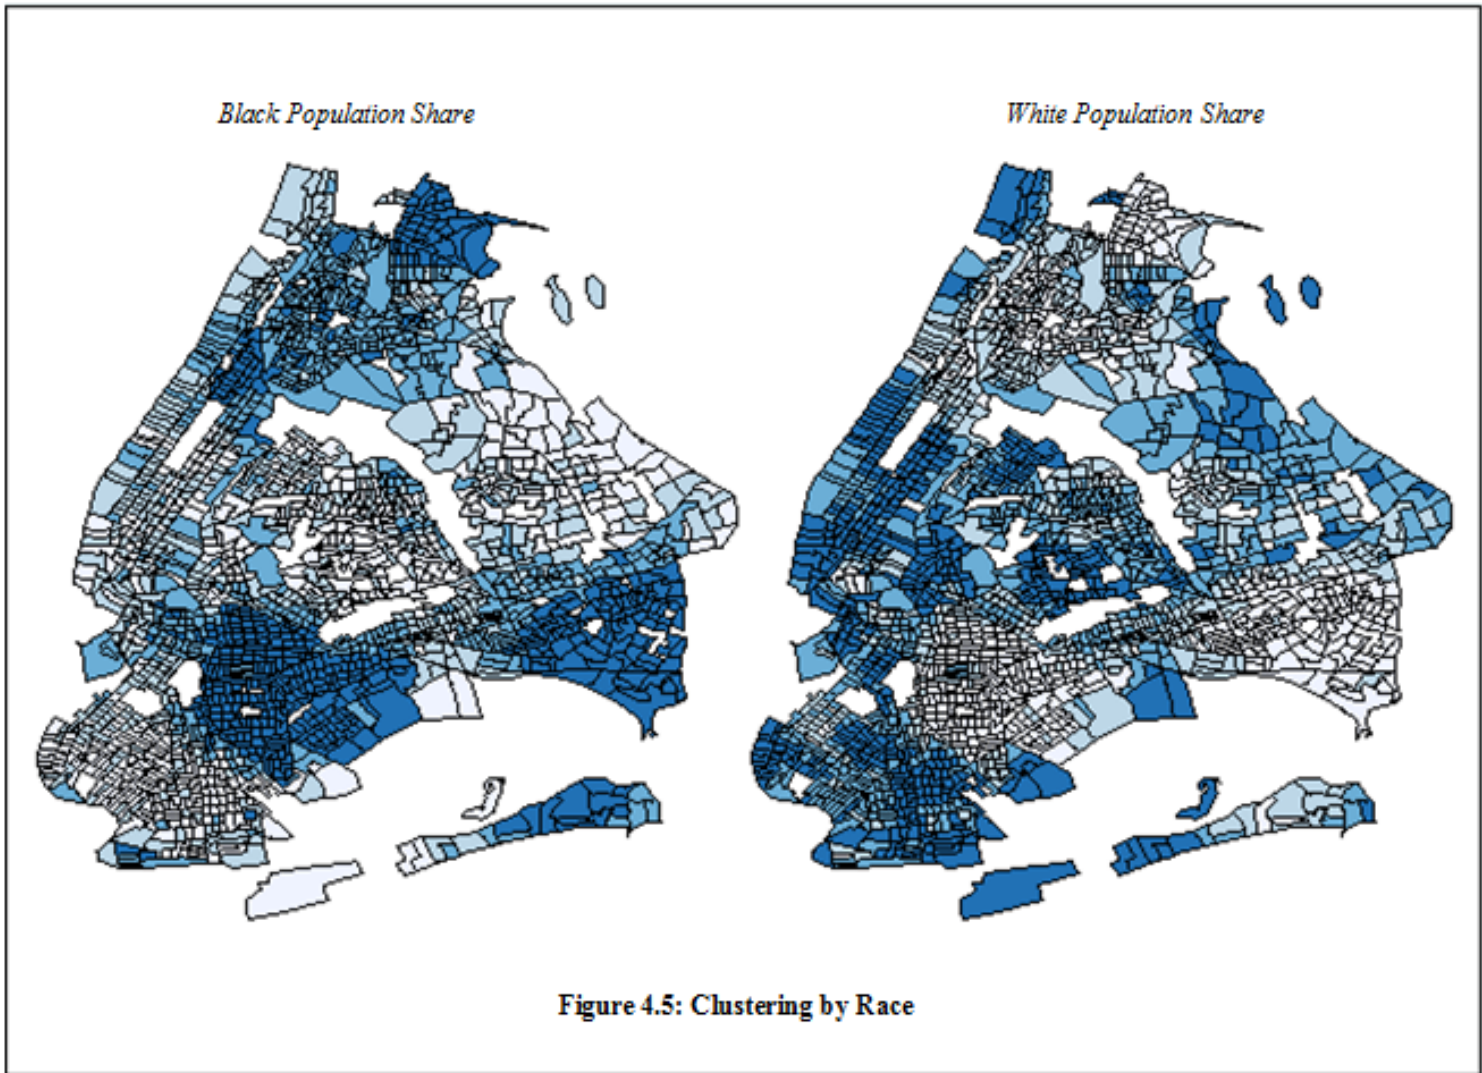 Black Population Share
White Population Share
Figure 4.5: Clustering by Race